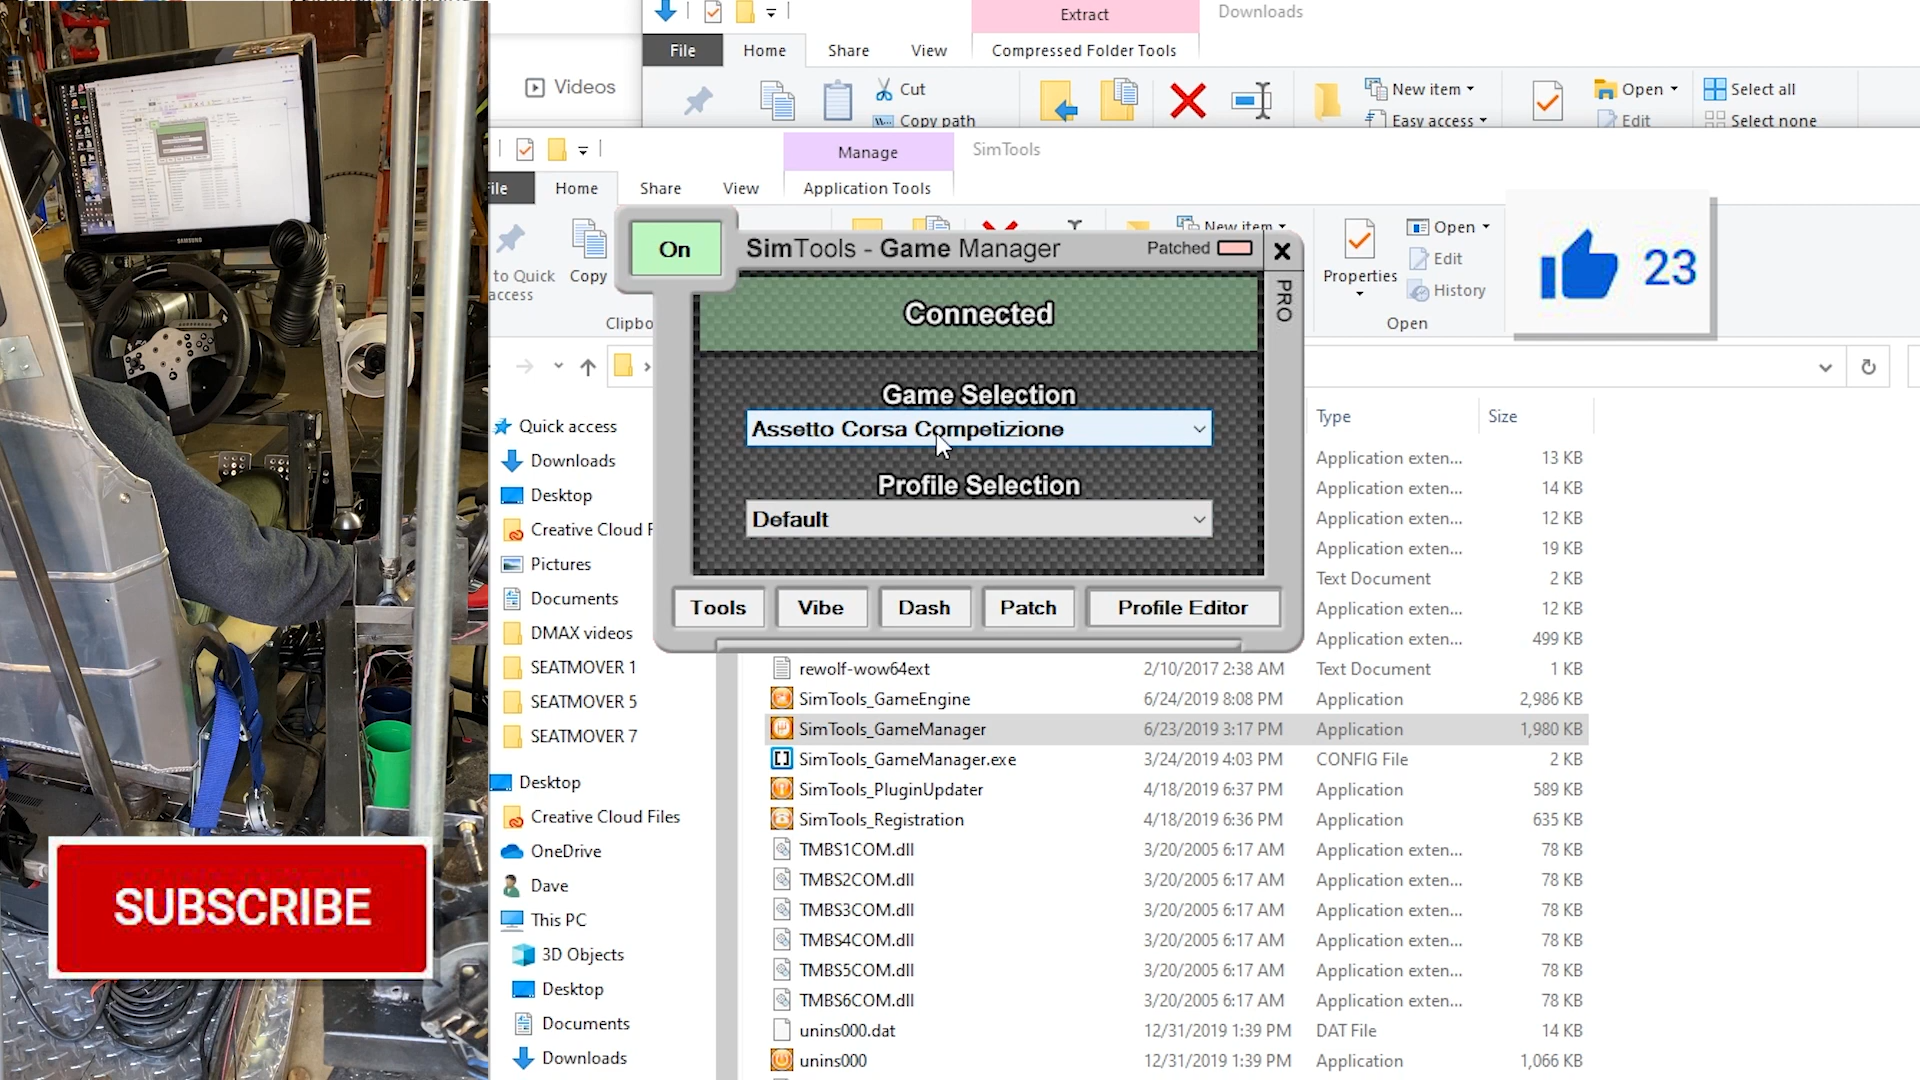 Extract
Downloads
File
Home
Share
View
Compressed Folder Tools
Videos
Cut
Copy path
New item
Easy access
Open
Edit
Select all
Select none
Manage
SimTools
Home
Share
View
Application Tools
to Quick
access
Copy
Clipbo
New item
Properties
Open
Edit
History
Open
23
On
SimTools - Game Manager
Patched
PRO
Connected
Game Selection
Assetto Corsa Competizione
Profile Selection
Default
Tools
Vibe
Dash
Patch
Profile Editor
Quick access
Downloads
Desktop
Creative Cloud F
Pictures
Documents
DMAX videos
SEATMOVER 1
SEATMOVER 5
SEATMOVER 7
Desktop
Creative Cloud Files
OneDrive
Dave
This PC
3D Objects
Desktop
Documents
Downloads
Type Size
Application exten... 13 KB
Application exten... 14 KB
Application exten... 12 KB
Application exten... 19 KB
Text Document 2 KB
Application exten... 12 KB
Application exten... 499 KB
rewolf-wow64ext 2/10/2017 2:38 AM Text Document 1 KB
SimTools_GameEngine 6/24/2019 8:08 PM Application 2,986 KB
SimTools_GameManager 6/23/2019 3:17 PM Application 1,980 KB
SimTools_GameManager.exe 3/24/2019 4:03 PM CONFIG File 2 KB
SimTools_PluginUpdater 4/18/2019 6:37 PM Application 589 KB
SimTools_Registration 4/18/2019 6:36 PM Application 635 KB
TMBS1COM.dll 3/20/2005 6:17 AM Application exten... 78 KB
TMBS2COM.dll 3/20/2005 6:17 AM Application exten... 78 KB
TMBS3COM.dll 3/20/2005 6:17 AM Application exten... 78 KB
TMBS4COM.dll 3/20/2005 6:17 AM Application exten... 78 KB
TMBS5COM.dll 3/20/2005 6:17 AM Application exten... 78 KB
TMBS6COM.dll 3/20/2005 6:17 AM Application exten... 78 KB
unins000.dat 12/31/2019 1:39 PM DAT File 14 KB
unins000 12/31/2019 1:39 PM Application 1,066 KB
SAMSUNG
SUBSCRIBE